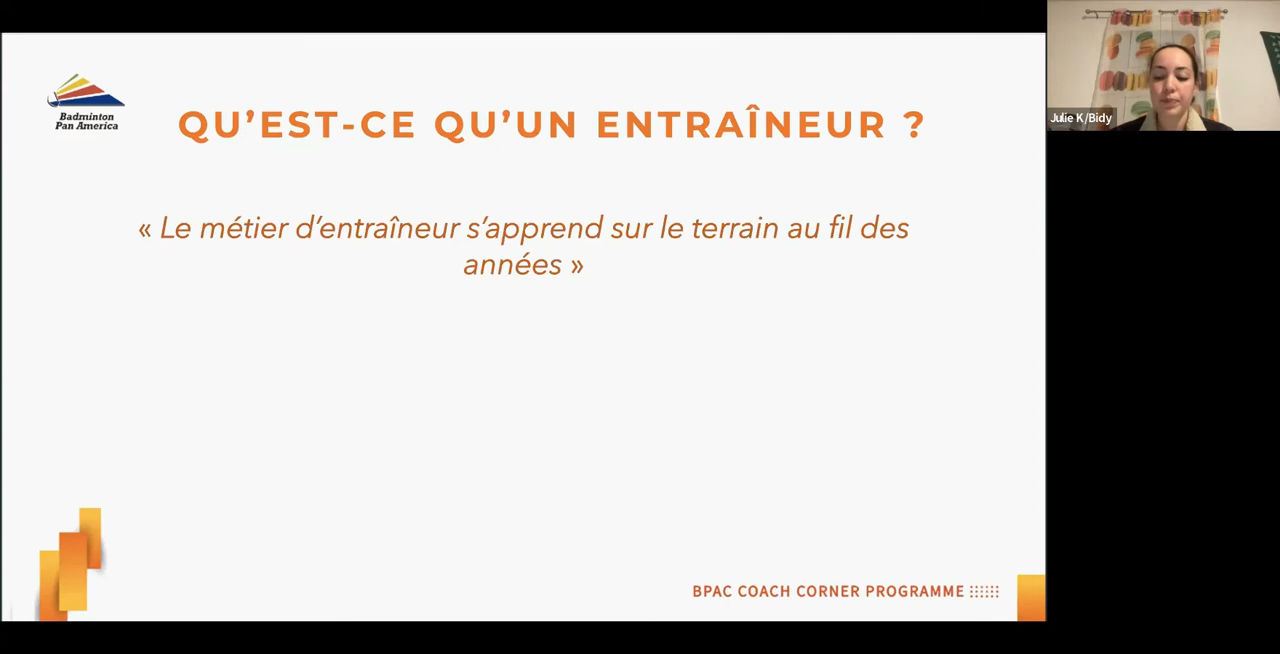 Badminton
Pan America
QU’EST-CE QU’UN ENTRAÎNEUR ?
« Le métier d’entraîneur s’apprend sur le terrain au fil des
années »
BPAC COACH CORNER PROGRAMME
Julie K/Bidy